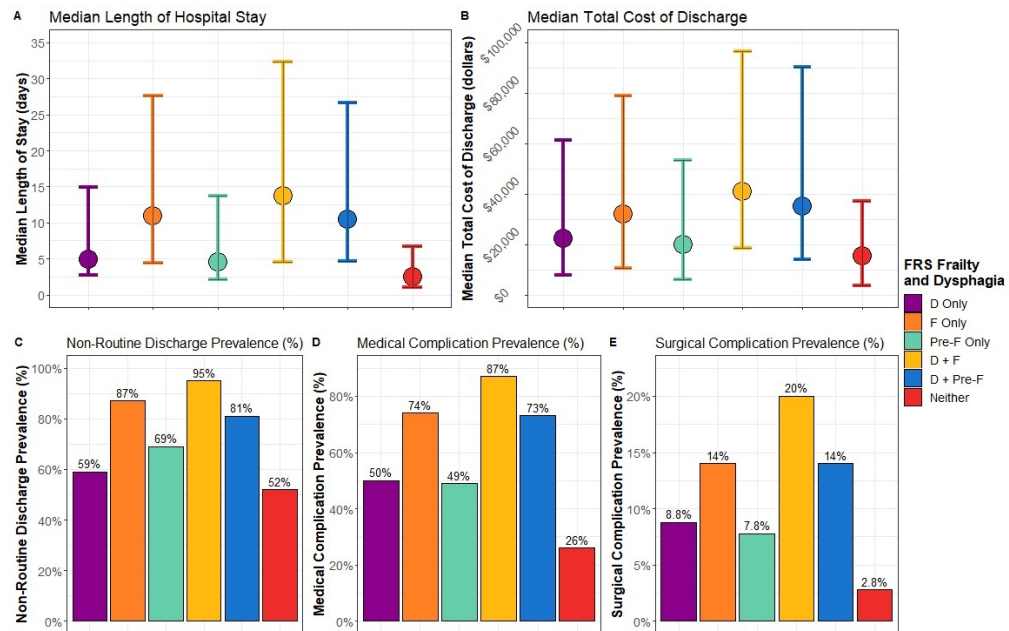 A Median Length of Hospital Stay
Median Length of Stay (days)
35
30
25
20
15
10
5
0
B Median Total Cost of Discharge
Median Total Cost of Discharge (dollars)
$100,000
$80,000
$60,000
$40,000
$20,000
$0
FRS Frailty
and Dysphagia
D Only
F Only
Pre-F Only
D + F
D + Pre-F
Neither
C Non-Routine Discharge Prevalence (%)
Non-Routine Discharge Prevalence (%)
100%
80%
60%
40%
20%
0%
59%
87%
69%
95%
81%
52%
D Medical Complication Prevalence (%)
Medical Complication Prevalence (%)
80%
60%
40%
20%
0%
50%
74%
49%
87%
73%
26%
E Surgical Complication Prevalence (%)
Surgical Complication Prevalence (%)
20%
15%
10%
5%
0%
8.8%
14%
7.8%
20%
14%
2.8%